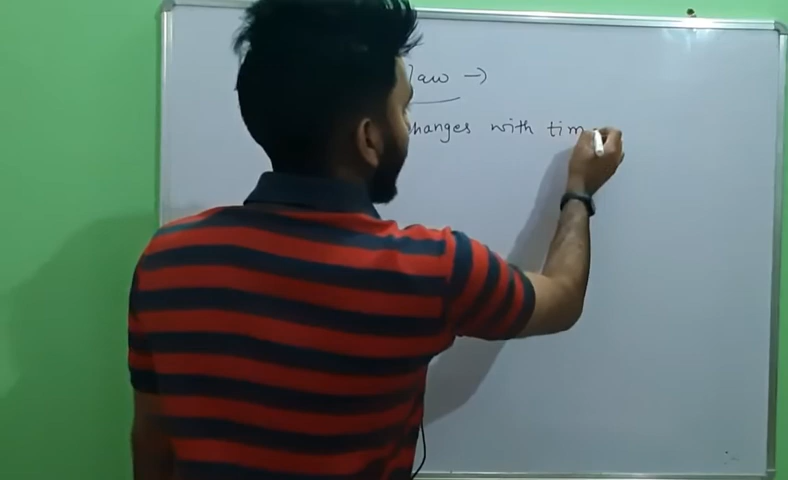 law →
hanges with tim